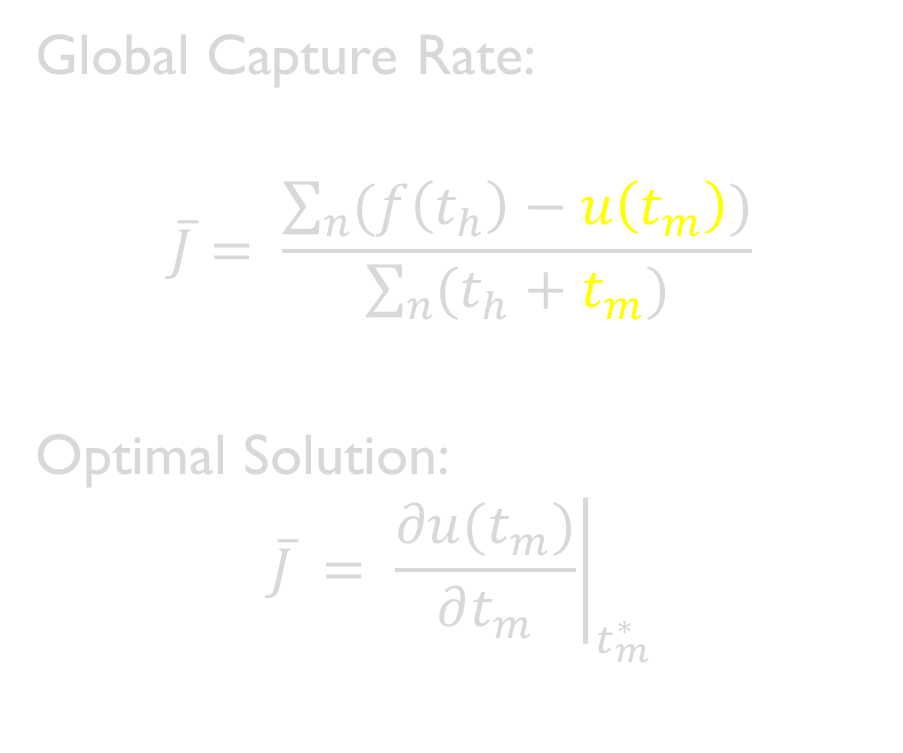 Global Capture Rate:
J̄ = ∑ₙ(f(tₕ) − u(tₘ)) / ∑ₙ(tₕ + tₘ)
Optimal Solution:
J̄ = ∂u(tₘ) / ∂tₘ |ₜ*ₘ